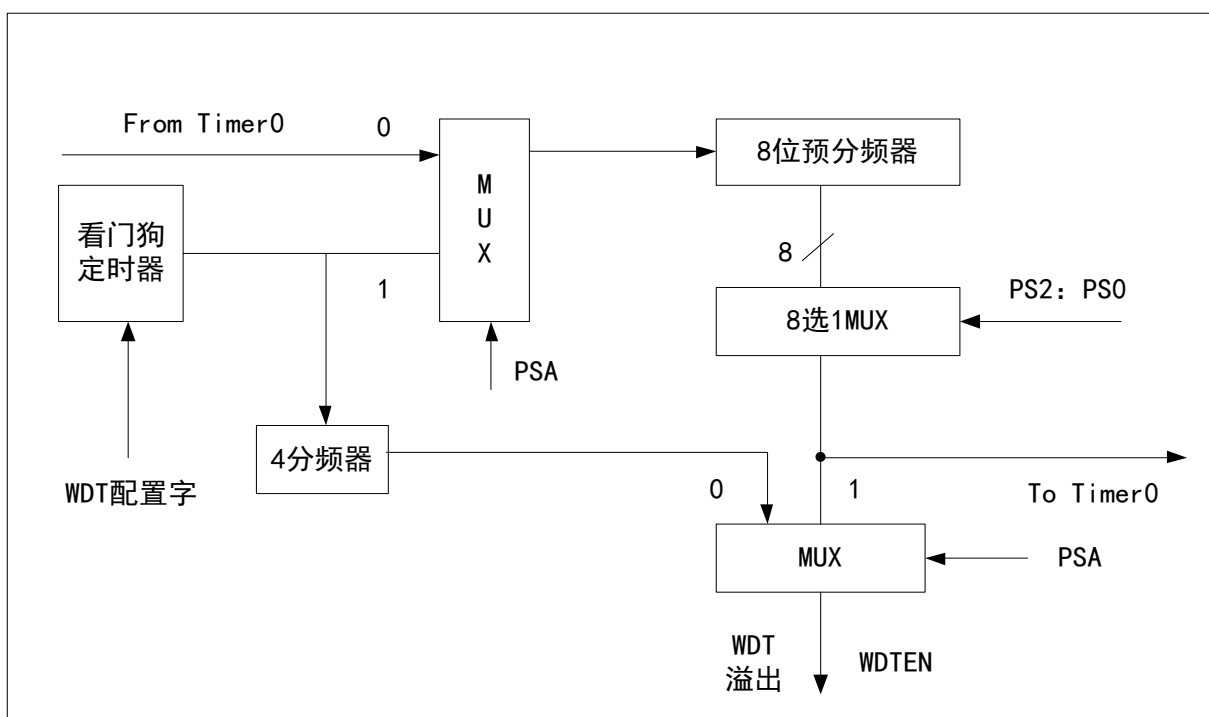 From Timer0
0
M
U
X
8位预分频器
看门狗
定时器
8
1
PS2：PS0
8选1MUX
PSA
4分频器
WDT配置字
0
1
To Timer0
MUX
PSA
WDT
溢出
WDTEN